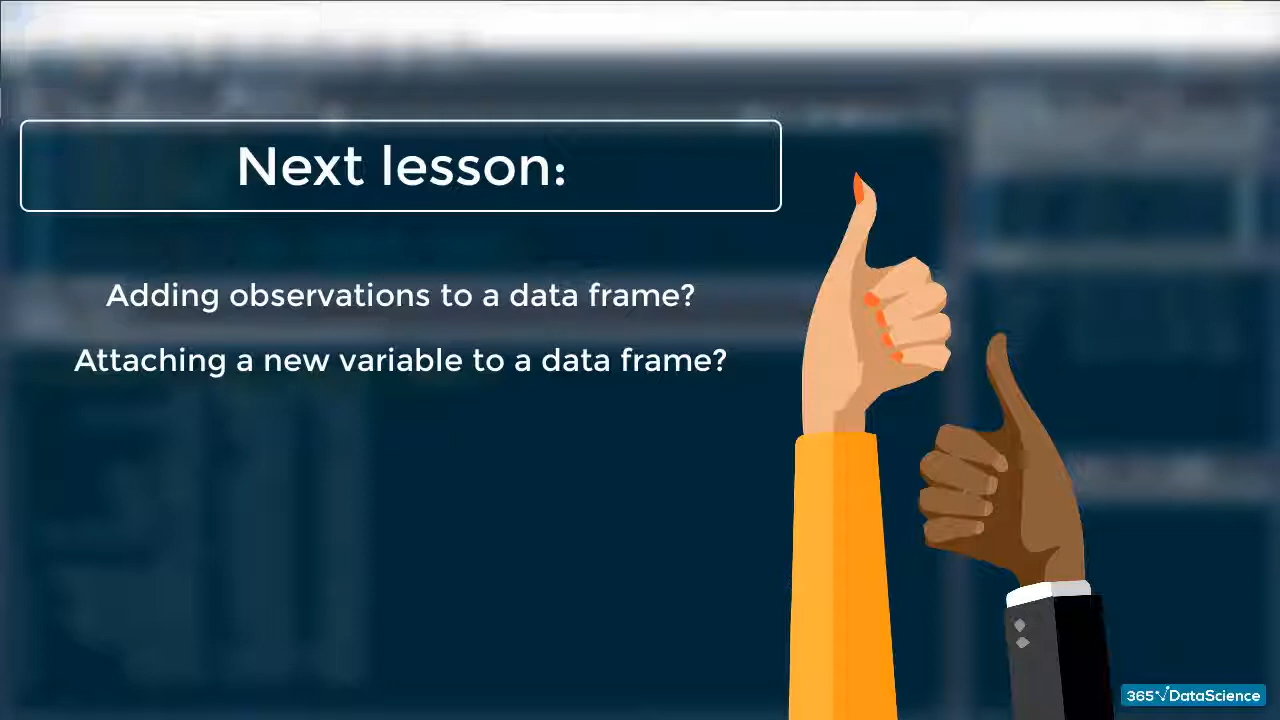 Next lesson:
Adding observations to a data frame?
Attaching a new variable to a data frame?
365 DataScience